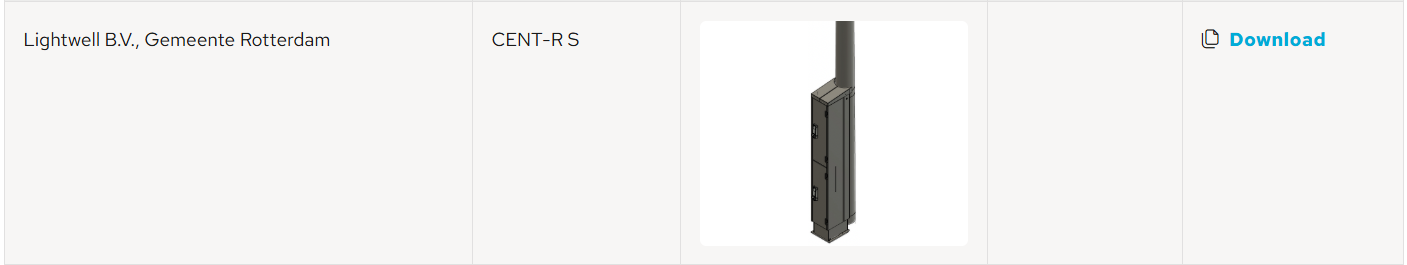 Lightwell B.V., Gemeente Rotterdam
CENT-R S
Download